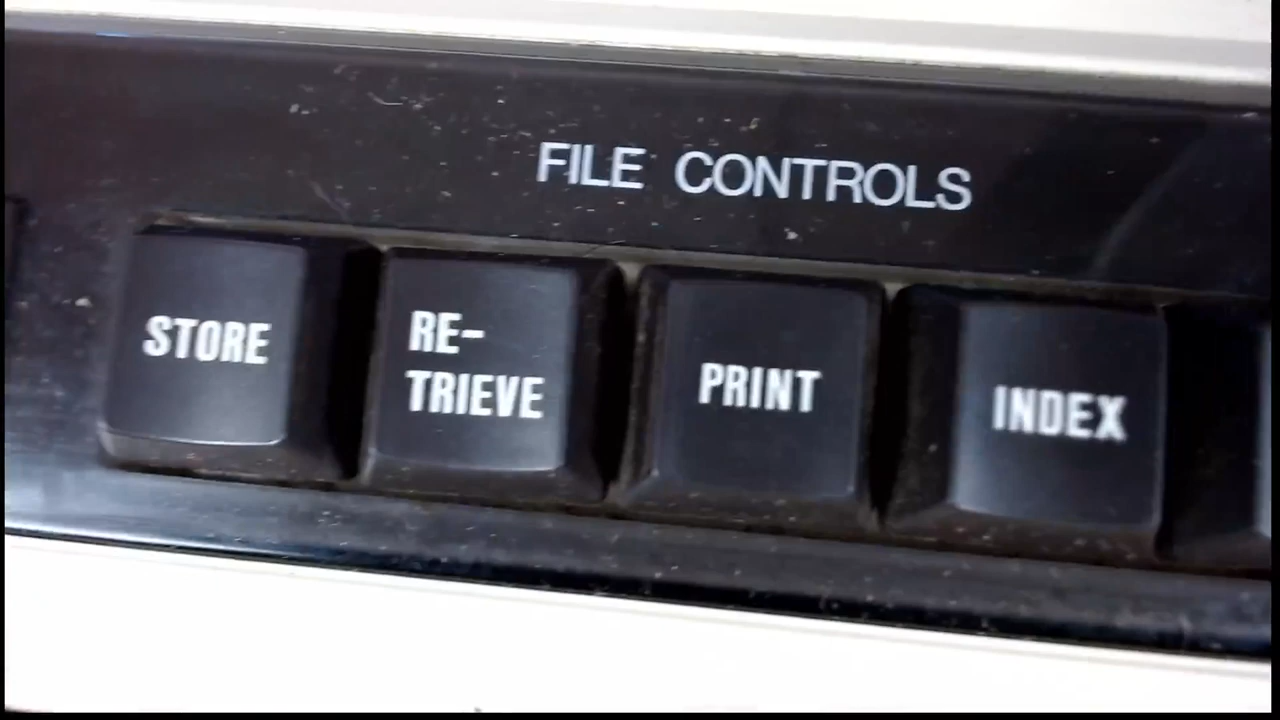 FILE CONTROLS
STORE
RE-
TRIEVE
PRINT
INDEX